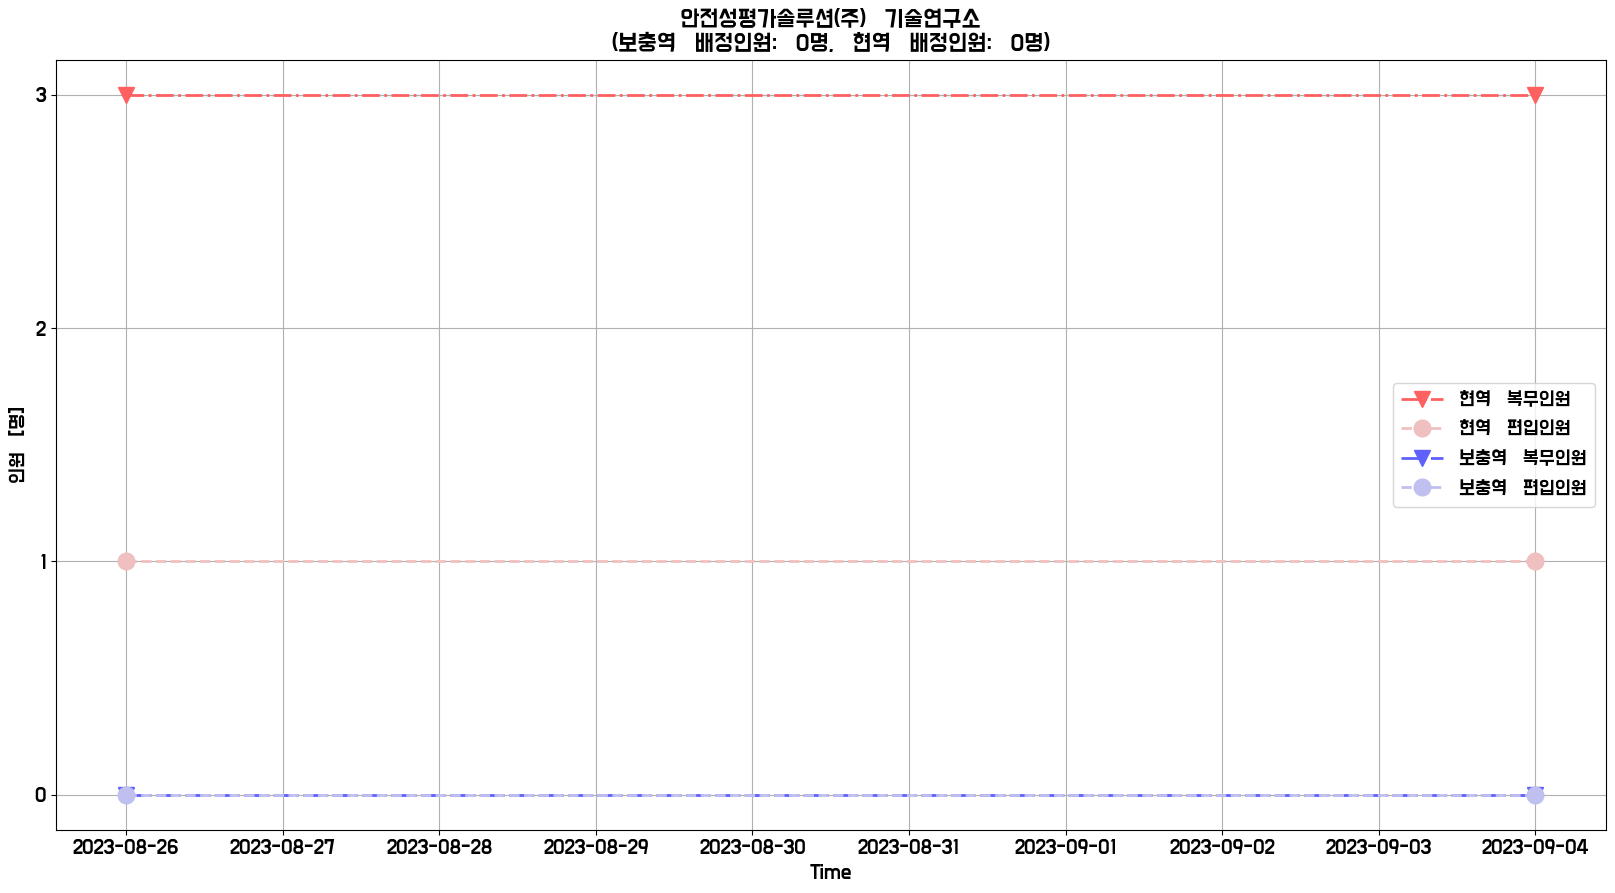 안전성평가솔루션(주) 기술연구소
(보충역 배정인원: 0명, 현역 배정인원: 0명)
인원 [명]
3
2
1
0
현역 복무인원
현역 편입인원
보충역 복무인원
보충역 편입인원
2023-08-26 2023-08-27 2023-08-28 2023-08-29 2023-08-30 2023-08-31 2023-09-01 2023-09-02 2023-09-03 2023-09-04
Time